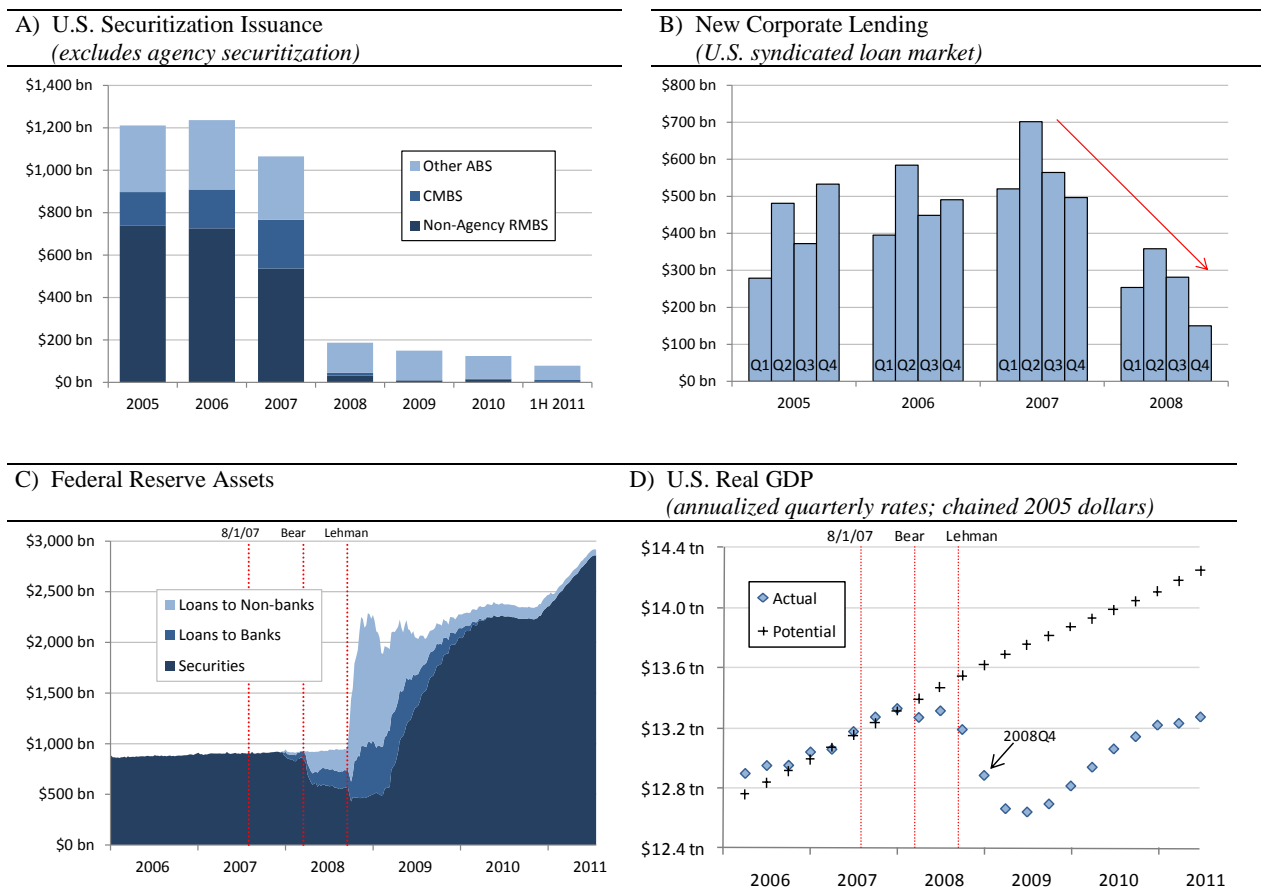 A) U.S. Securitization Issuance
(excludes agency securitization)
$1,400 bn
$1,200 bn
$1,000 bn
$800 bn
$600 bn
$400 bn
$200 bn
$0 bn
Other ABS
CMBS
Non-Agency RMBS
2005 2006 2007 2008 2009 2010 1H 2011
B) New Corporate Lending
(U.S. syndicated loan market)
$800 bn
$700 bn
$600 bn
$500 bn
$400 bn
$300 bn
$200 bn
$100 bn
$0 bn
Q1 Q2 Q3 Q4 Q1 Q2 Q3 Q4 Q1 Q2 Q3 Q4 Q1 Q2 Q3 Q4
2005 2006 2007 2008
C) Federal Reserve Assets
8/1/07 Bear Lehman
$3,000 bn
$2,500 bn
$2,000 bn
$1,500 bn
$1,000 bn
$500 bn
$0 bn
Loans to Non-banks
Loans to Banks
Securities
2006 2007 2008 2009 2010 2011
D) U.S. Real GDP
(annualized quarterly rates; chained 2005 dollars)
8/1/07 Bear Lehman
$14.4 tn
$14.0 tn
$13.6 tn
$13.2 tn
$12.8 tn
$12.4 tn
Actual
Potential
2008Q4
2006 2007 2008 2009 2010 2011